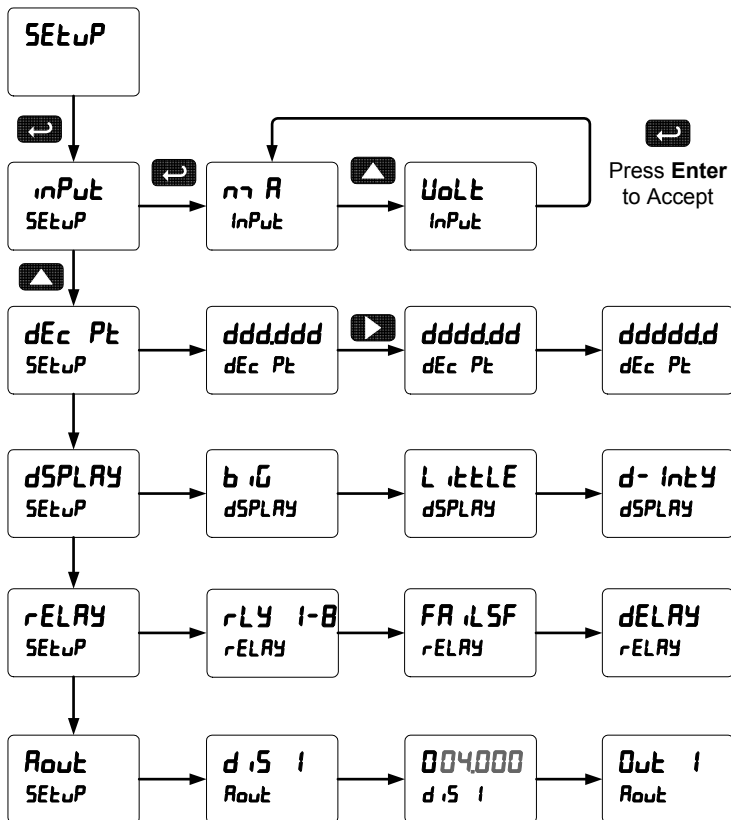 SEtuP
inPut
SEtuP
mA
InPut
VoLt
InPut
Press Enter
to Accept
dEc Pt
SEtuP
ddd.ddd
dEc Pt
dddd.dd
dEc Pt
ddddd.d
dEc Pt
dSPLAY
SEtuP
biG
dSPLAY
LittLE
dSPLAY
d-IntY
dSPLAY
rELAY
SEtuP
rLY 1-8
rELAY
FAiLSF
rELAY
dELAY
rELAY
Aout
SEtuP
diS 1
Aout
004.000
diS 1
Out 1
Aout